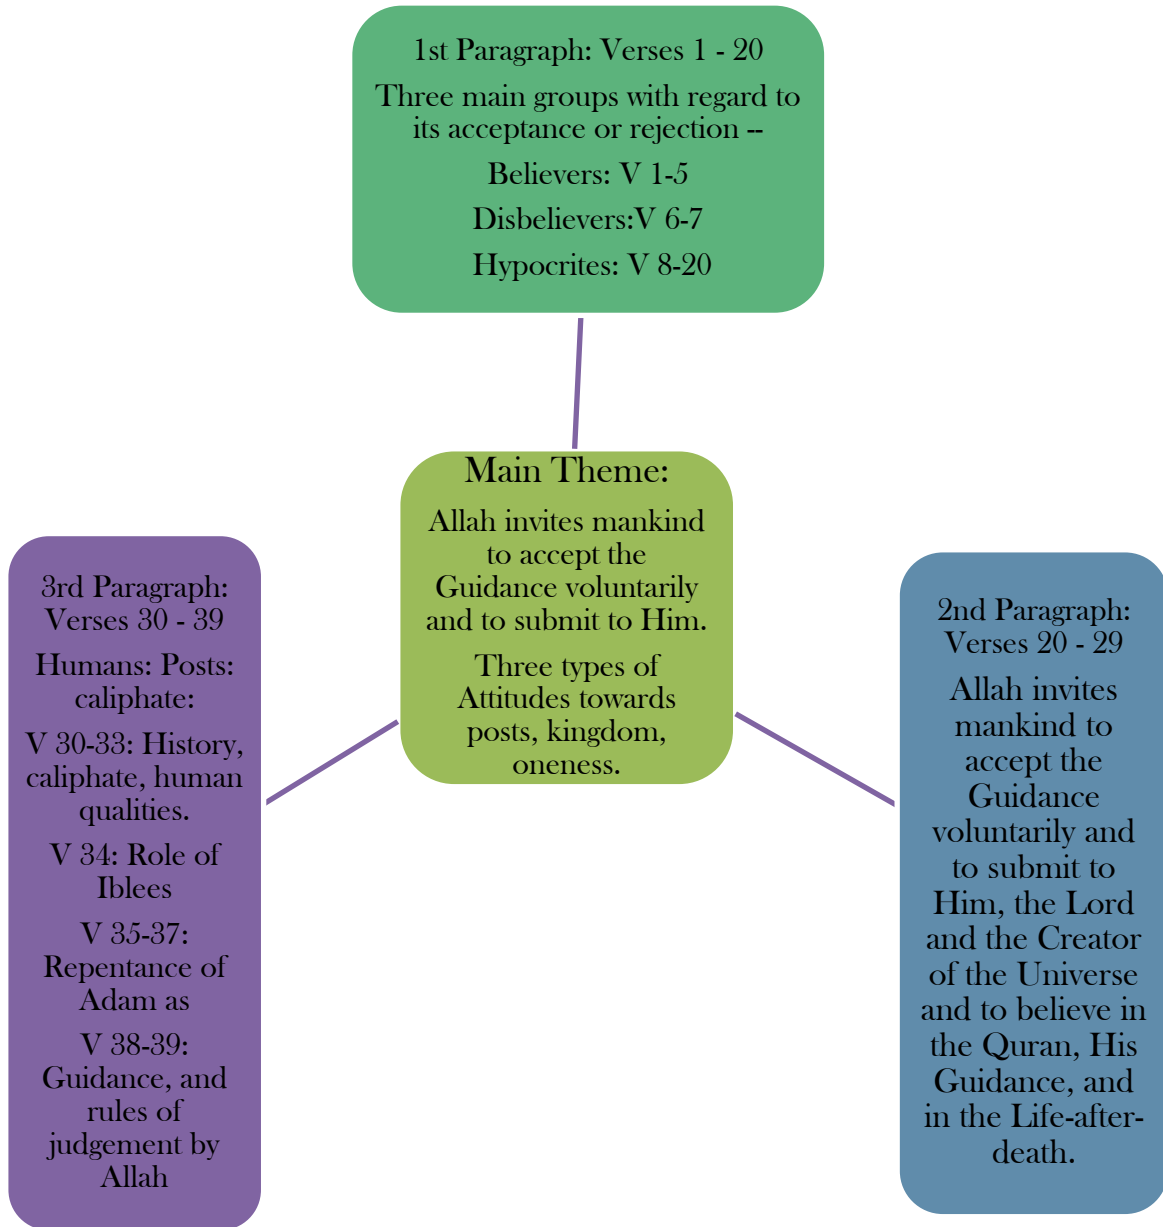 1st Paragraph: Verses 1 - 20
Three main groups with regard to
its acceptance or rejection --
Believers: V 1-5
Disbelievers:V 6-7
Hypocrites: V 8-20
Main Theme:
Allah invites mankind
to accept the
Guidance voluntarily
and to submit to Him.
Three types of
Attitudes towards
posts, kingdom,
oneness.
2nd Paragraph:
Verses 20 - 29
Allah invites
mankind to
accept the
Guidance
voluntarily and
to submit to
Him, the Lord
and the Creator
of the Universe
and to believe in
the Quran, His
Guidance, and
in the Life-after-
death.
3rd Paragraph:
Verses 30 - 39
Humans: Posts:
caliphate:
V 30-33: History,
caliphate, human
qualities.
V 34: Role of
Iblees
V 35-37:
Repentance of
Adam as
V 38-39:
Guidance, and
rules of
judgement by
Allah